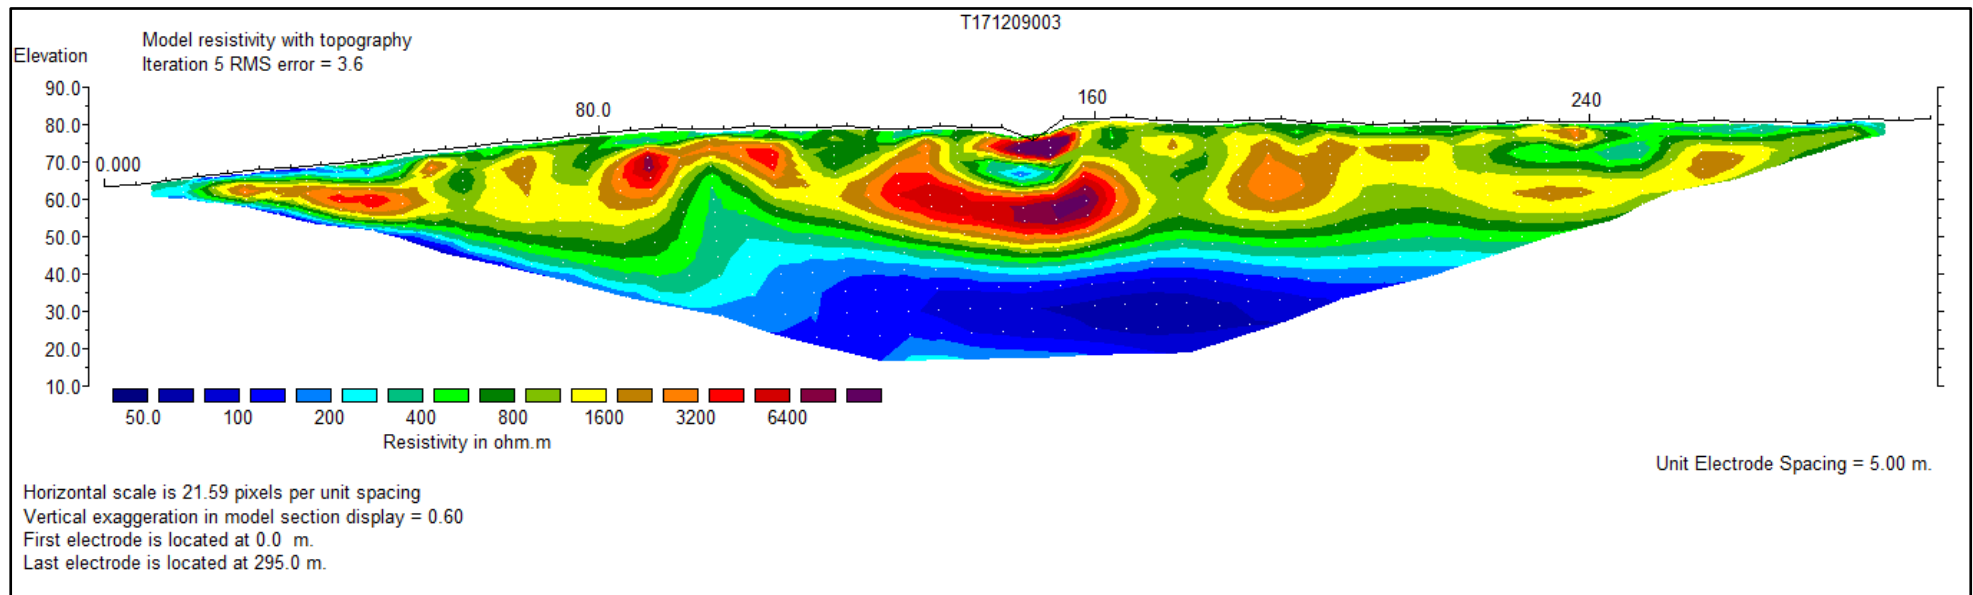 T171209003
Model resistivity with topography
Elevation
Iteration 5 RMS error = 3.6
90.0
80.0
70.0
60.0
50.0
40.0
30.0
20.0
10.0
0.000
80.0
160
240
50.0 100 200 400 800 1600 3200 6400
Resistivity in ohm.m
Unit Electrode Spacing = 5.00 m.
Horizontal scale is 21.59 pixels per unit spacing
Vertical exaggeration in model section display = 0.60
First electrode is located at 0.0 m.
Last electrode is located at 295.0 m.